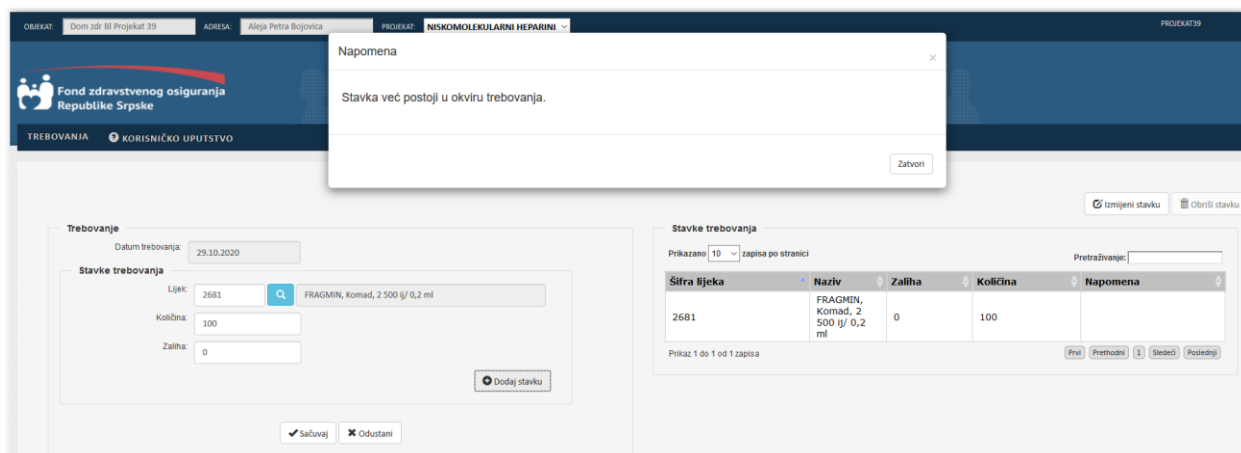 OBJEKAT: Dom zdr Bl Projekat 39 ADRESA: Aleja Petra Bojovica PROJEKAT: NISKOMOLEKULARNI HEPARINI PROJEKAT39
Napomena ×
Stavka već postoji u okviru trebovanja.
Zatvori
Fond zdravstvenog osiguranja
Republike Srpske
TREBOVANJA ? KORISNIČKO UPUTSTVO
Izmijeni stavku Obriši stavku
Trebovanje
Datum trebovanja: 29.10.2020
Stavke trebovanja
Lijek: 2681 FRAGMIN, Komad, 2 500 ij/ 0,2 ml
Količina: 100
Zaliha: 0
Dodaj stavku
Sačuvaj Odustani
Stavke trebovanja
Prikazano 10 zapisa po stranici Pretraživanje:
Šifra lijeka Naziv Zaliha Količina Napomena
2681 FRAGMIN, Komad, 2 500 ij/ 0,2 ml 0 100
Prikaz 1 do 1 od 1 zapisa Prvi Prethodni 1 Sledeći Poslednji